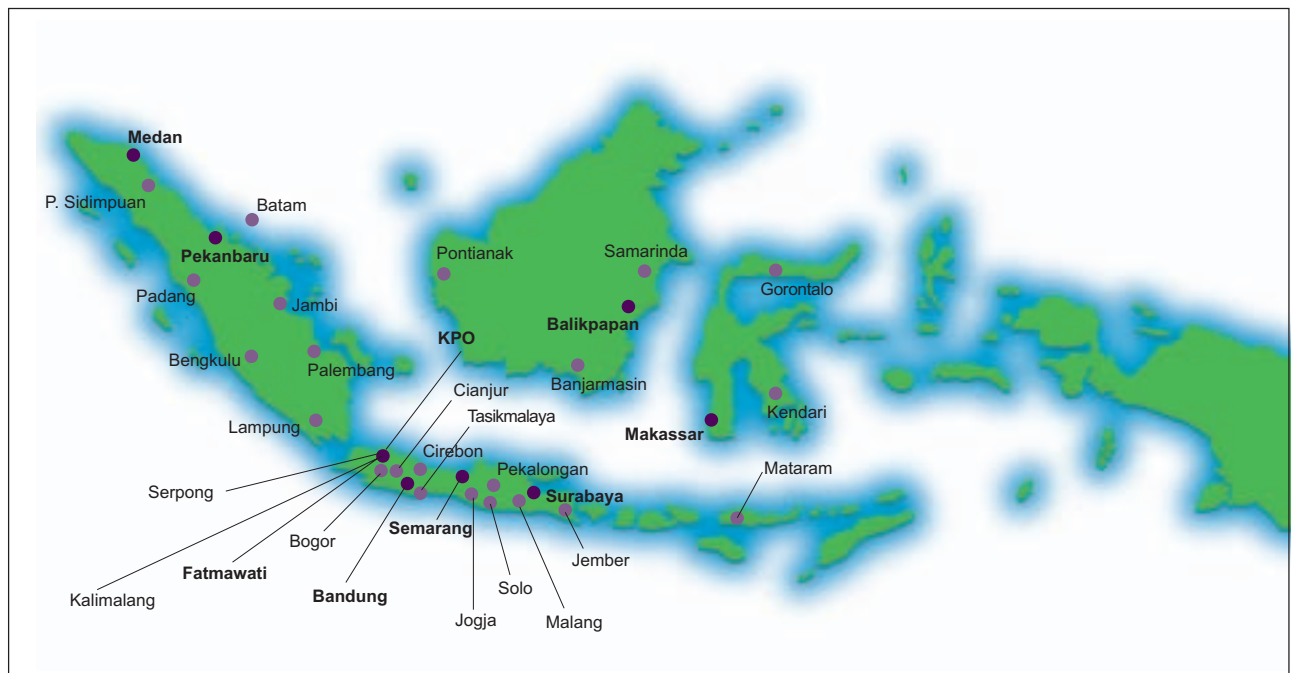 Medan
P. Sidimpuan
Batam
Pekanbaru
Padang
Jambi
Bengkulu
Palembang
Lampung
Pontianak
Samarinda
Balikpapan
Banjarmasin
Gorontalo
Kendari
Makassar
KPO
Cianjur
Tasikmalaya
Cirebon
Pekalongan
Surabaya
Mataram
Serpong
Bogor
Semarang
Jember
Fatmawati
Kalimalang
Bandung
Solo
Jogja
Malang